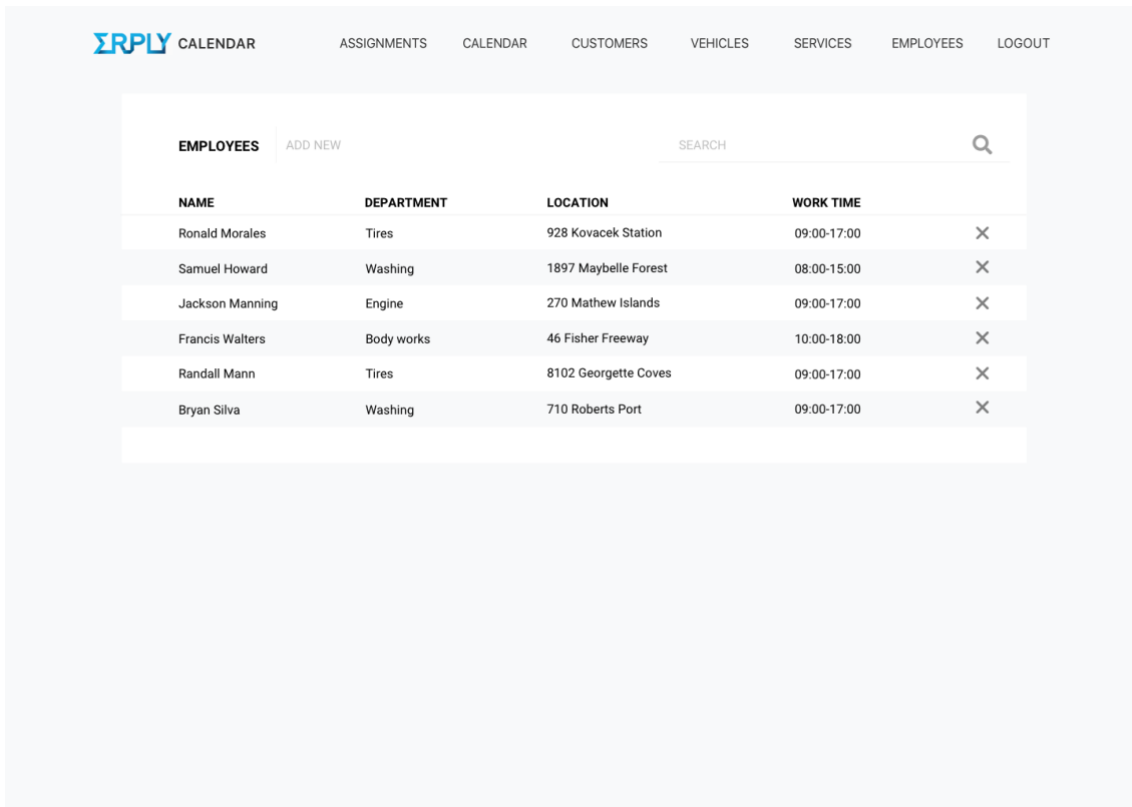 ERPLY CALENDAR ASSIGNMENTS CALENDAR CUSTOMERS VEHICLES SERVICES EMPLOYEES LOGOUT
EMPLOYEES ADD NEW SEARCH
NAME DEPARTMENT LOCATION WORK TIME
Ronald Morales Tires 928 Kovacek Station 09:00-17:00
Samuel Howard Washing 1897 Maybelle Forest 08:00-15:00
Jackson Manning Engine 270 Mathew Islands 09:00-17:00
Francis Walters Body works 46 Fisher Freeway 10:00-18:00
Randall Mann Tires 8102 Georgette Coves 09:00-17:00
Bryan Silva Washing 710 Roberts Port 09:00-17:00